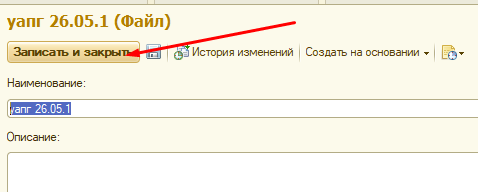 уапг 26.05.1 (Файл)
Записать и закрыть История изменений Создать на основании
Наименование:
уапг 26.05.1
Описание: